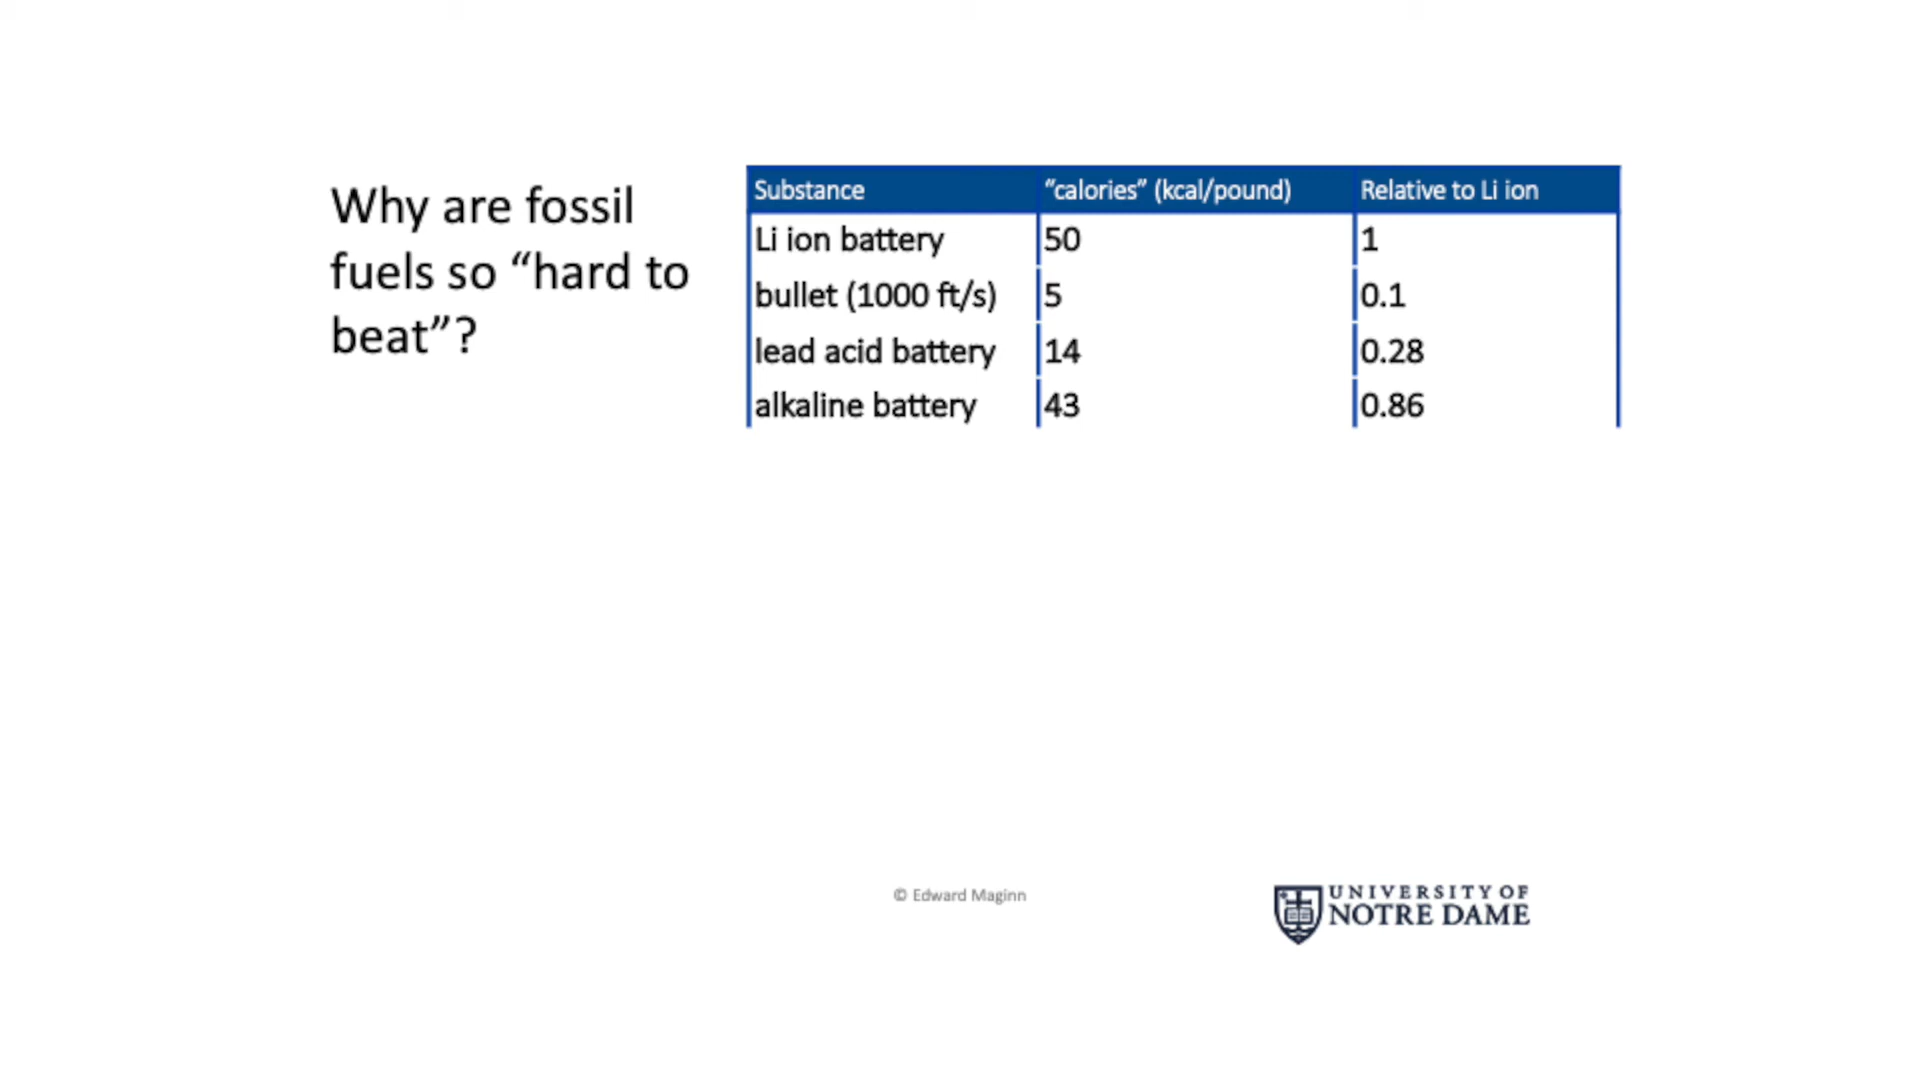 Why are fossil
fuels so “hard to
beat”?
Substance “calories” (kcal/pound) Relative to Li ion
Li ion battery 50 1
bullet (1000 ft/s) 5 0.1
lead acid battery 14 0.28
alkaline battery 43 0.86
© Edward Maginn
UNIVERSITY OF
NOTRE DAME